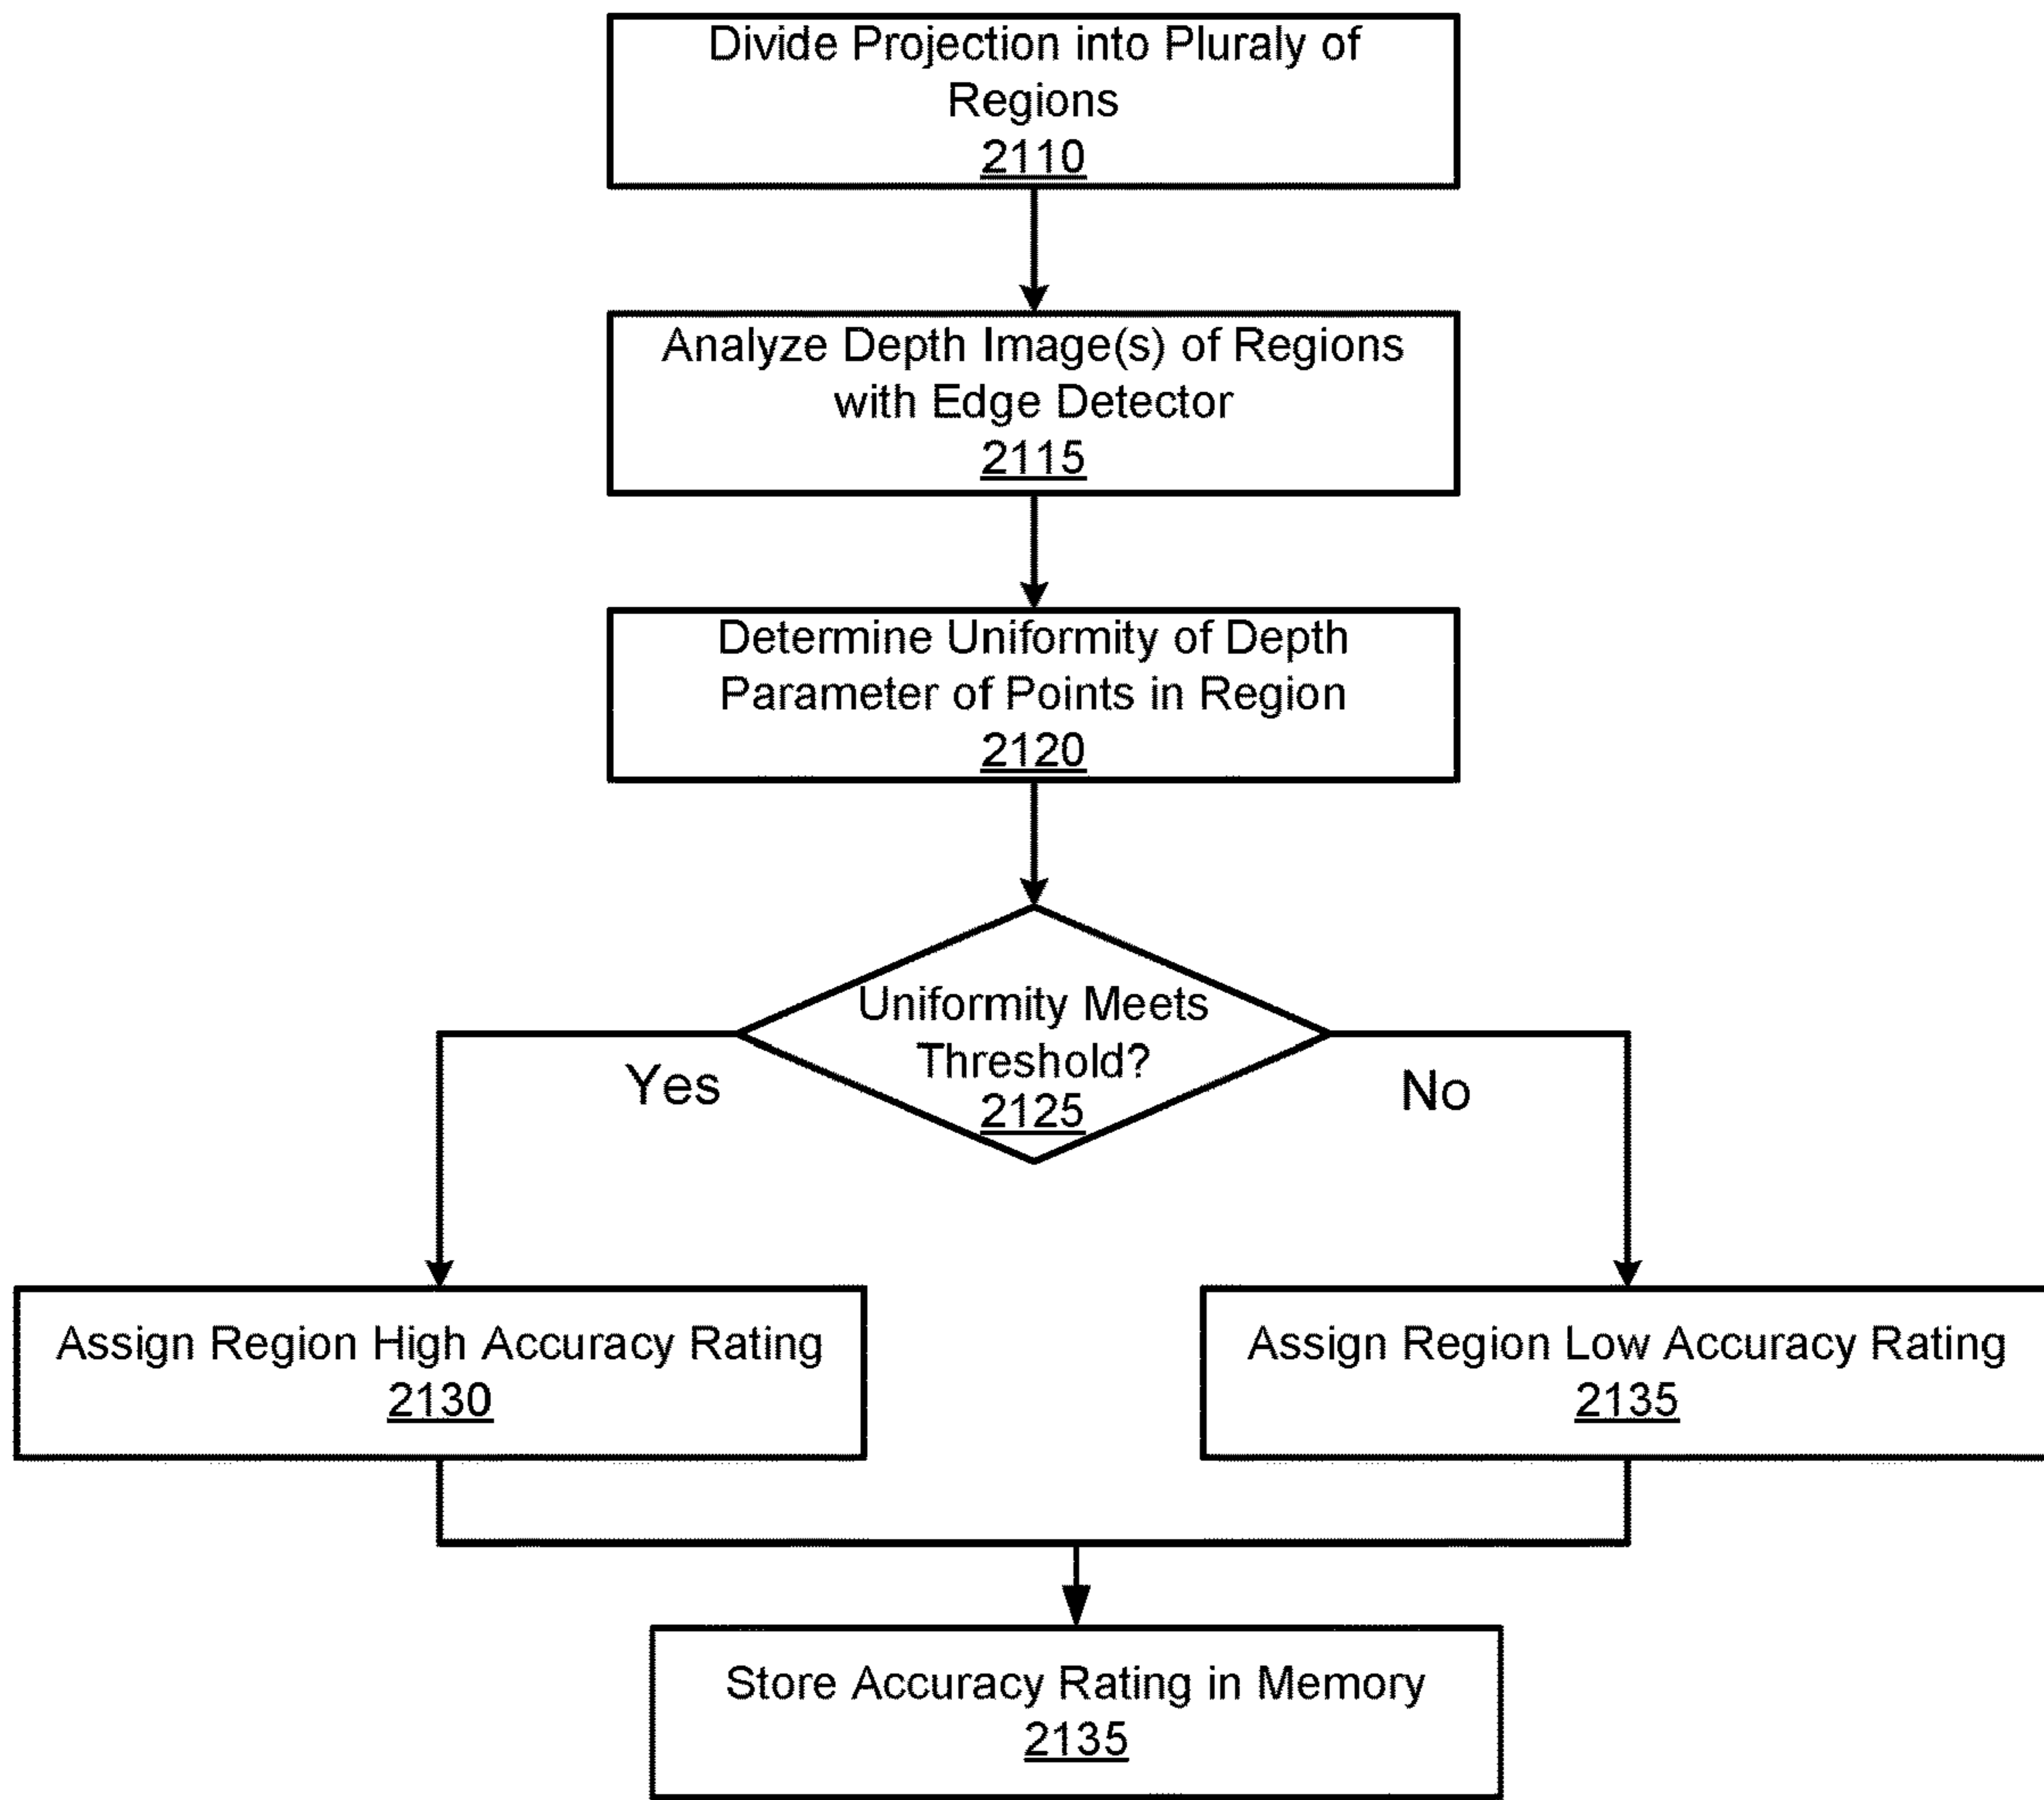 Divide Projection into Pluraly of
Regions
2110
Analyze Depth Image(s) of Regions
with Edge Detector
2115
Determine Uniformity of Depth
Parameter of Points in Region
2120
Uniformity Meets
Threshold?
2125
Yes
No
Assign Region High Accuracy Rating
2130
Assign Region Low Accuracy Rating
2135
Store Accuracy Rating in Memory
2135